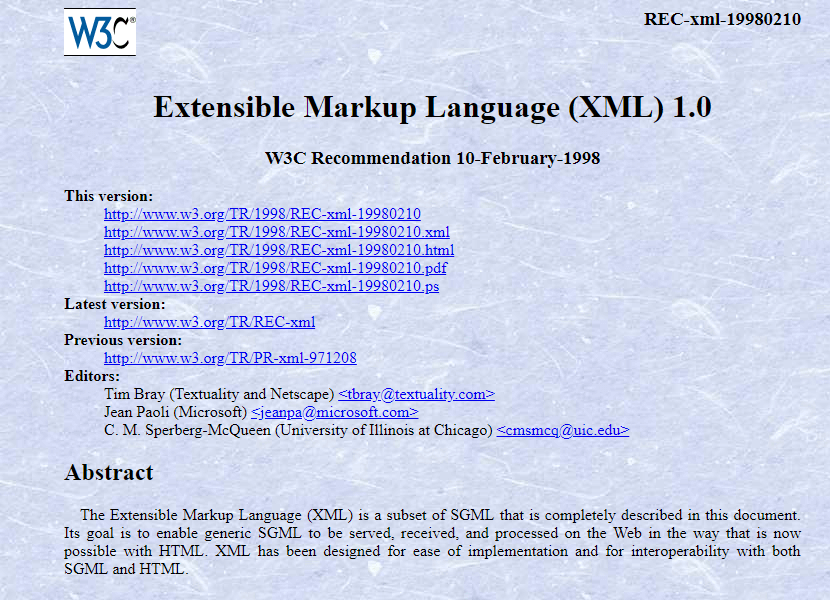 W3C®
REC-xml-19980210
Extensible Markup Language (XML) 1.0
W3C Recommendation 10-February-1998
This version:
http://www.w3.org/TR/1998/REC-xml-19980210
http://www.w3.org/TR/1998/REC-xml-19980210.xml
http://www.w3.org/TR/1998/REC-xml-19980210.html
http://www.w3.org/TR/1998/REC-xml-19980210.pdf
http://www.w3.org/TR/1998/REC-xml-19980210.ps
Latest version:
http://www.w3.org/TR/REC-xml
Previous version:
http://www.w3.org/TR/PR-xml-971208
Editors:
Tim Bray (Textuality and Netscape) <tbray@textuality.com>
Jean Paoli (Microsoft) <jeanpa@microsoft.com>
C. M. Sperberg-McQueen (University of Illinois at Chicago) <cmsmcq@uic.edu>
Abstract
The Extensible Markup Language (XML) is a subset of SGML that is completely described in this document.
Its goal is to enable generic SGML to be served, received, and processed on the Web in the way that is now
possible with HTML. XML has been designed for ease of implementation and for interoperability with both
SGML and HTML.